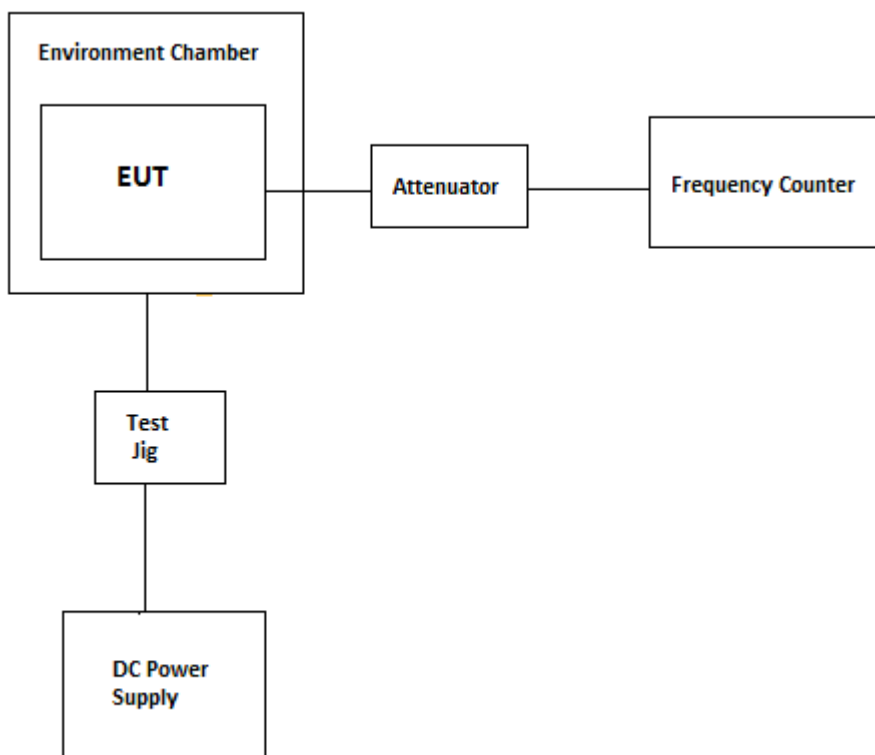 Environment Chamber
EUT
Attenuator
Frequency Counter
Test
Jig
DC Power
Supply